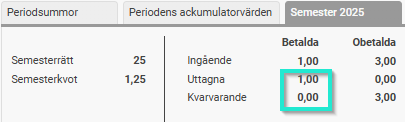 Periodsummor Periodens ackumulatorvärden Semester 2025
Betalda Obetalda
Semesterrätt 25 Ingående 1,00 3,00
Semesterkvot 1,25 Uttagna 1,00 0,00
Kvarvarande 0,00 3,00